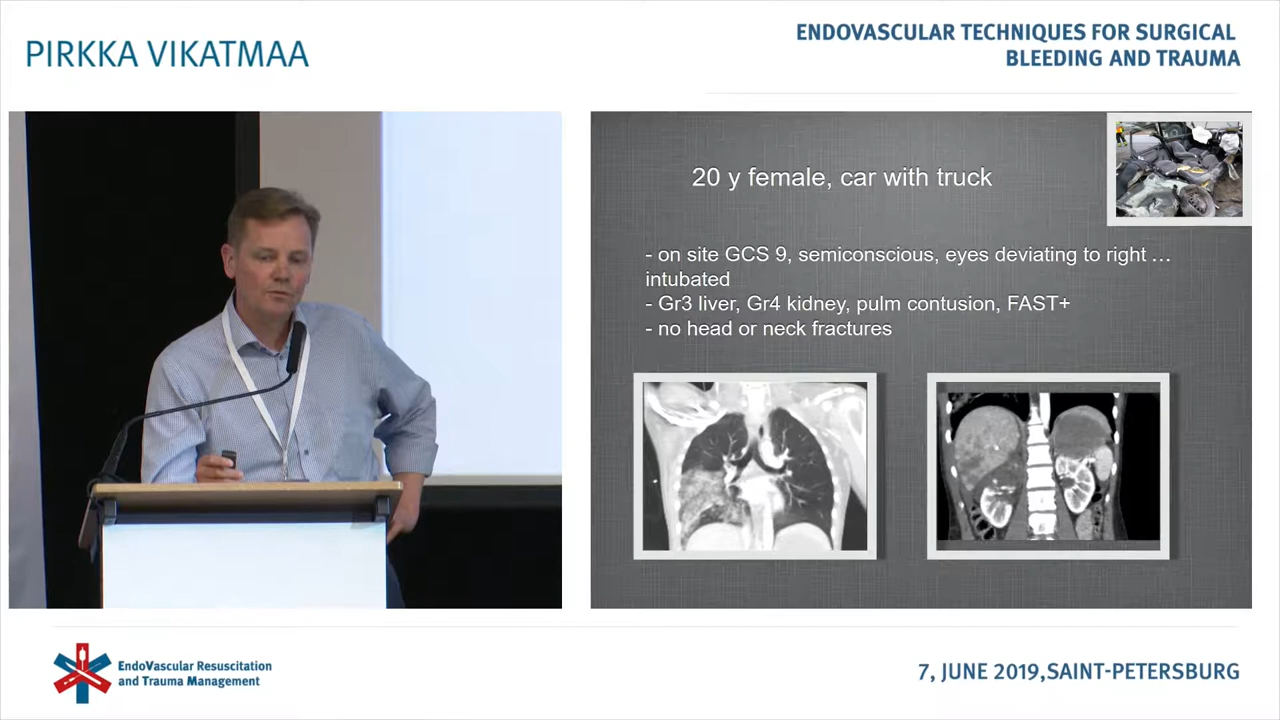 PIRKKA VIKATMAA
ENDOVASCULAR TECHNIQUES FOR SURGICAL
BLEEDING AND TRAUMA
20 y female, car with truck
- on site GCS 9, semiconscious, eyes deviating to right …
intubated
- Gr3 liver, Gr4 kidney, pulm contusion, FAST+
- no head or neck fractures
EndoVascular Resuscitation
and Trauma Management
7, JUNE 2019,SAINT-PETERSBURG